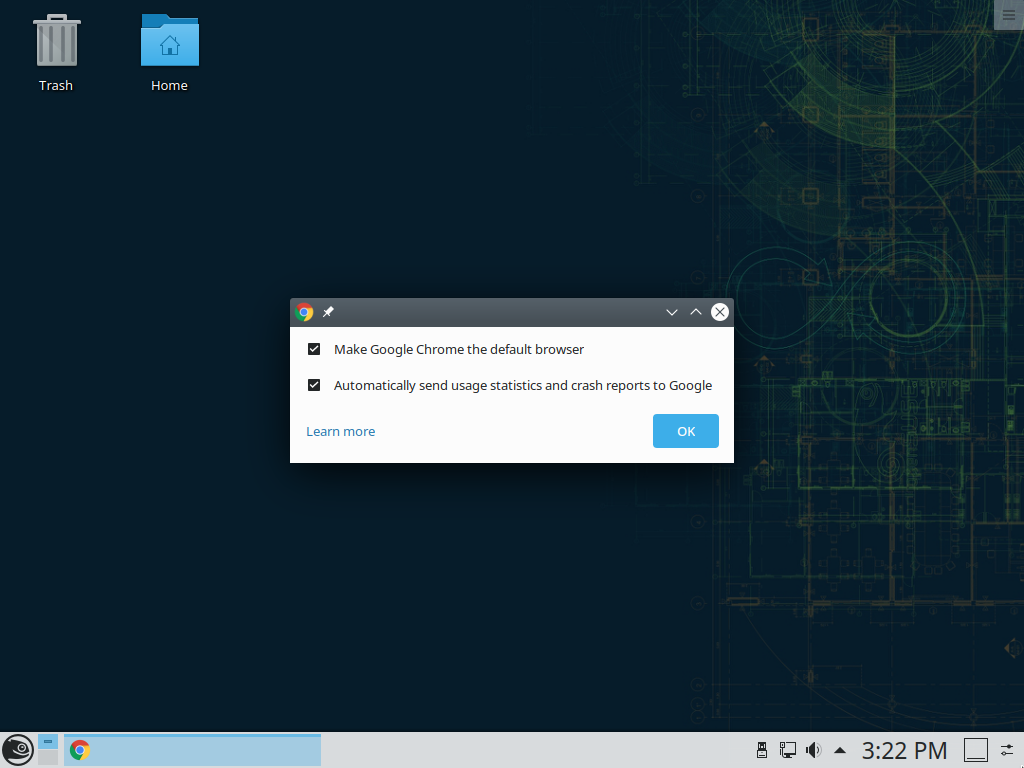 Trash
Home
Make Google Chrome the default browser
Automatically send usage statistics and crash reports to Google
Learn more
OK
3:22 PM